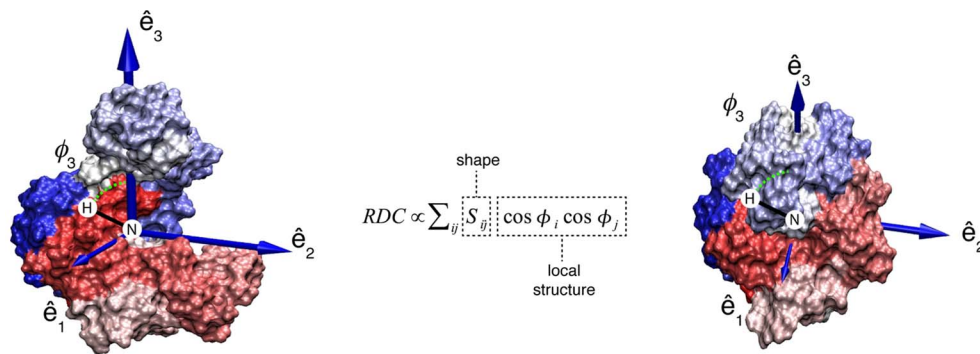 ê₃
ϕ₃
H
N
ê₂
ê₁
shape
RDC ∝ ∑ᵢⱼ Sᵢⱼ cos ϕᵢ cos ϕⱼ
local
structure
ê₃
ϕ₃
H
N
ê₂
ê₁